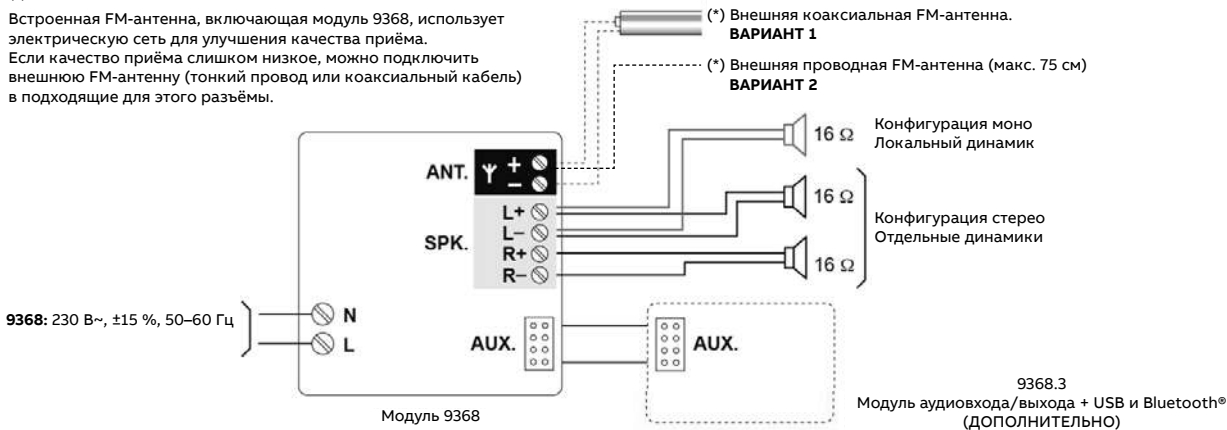 Встроенная FM-антенна, включающая модуль 9368, использует
электрическую сеть для улучшения качества приёма.
Если качество приёма слишком низкое, можно подключить
внешнюю FM-антенну (тонкий провод или коаксиальный кабель)
в подходящие для этого разъёмы.
(*) Внешняя коаксиальная FM-антенна.
ВАРИАНТ 1
(*) Внешняя проводная FM-антенна (макс. 75 см)
ВАРИАНТ 2
ANT.
+
−
SPK.
L+
L−
R+
R−
16 Ω
Конфигурация моно
Локальный динамик
16 Ω
16 Ω
Конфигурация стерео
Отдельные динамики
9368: 230 В~, ±15 %, 50–60 Гц
N
L
AUX.
AUX.
Модуль 9368
9368.3
Модуль аудиовхода/выхода + USB и Bluetooth®
(ДОПОЛНИТЕЛЬНО)